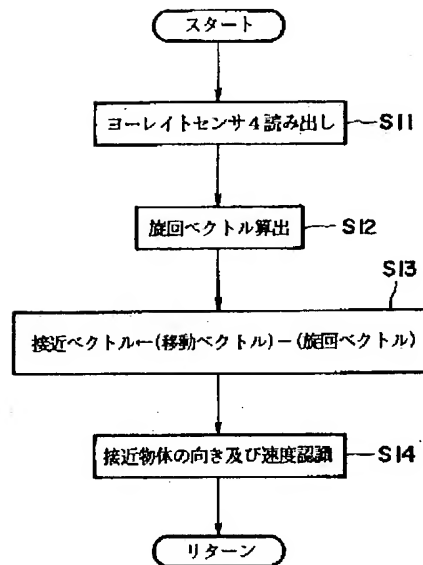 スタート
ヨーレイトセンサ4読み出し
S11
旋回ベクトル算出
S12
S13
接近ベクトル←(移動ベクトル)−(旋回ベクトル)
接近物体の向き及び速度認識
S14
リターン